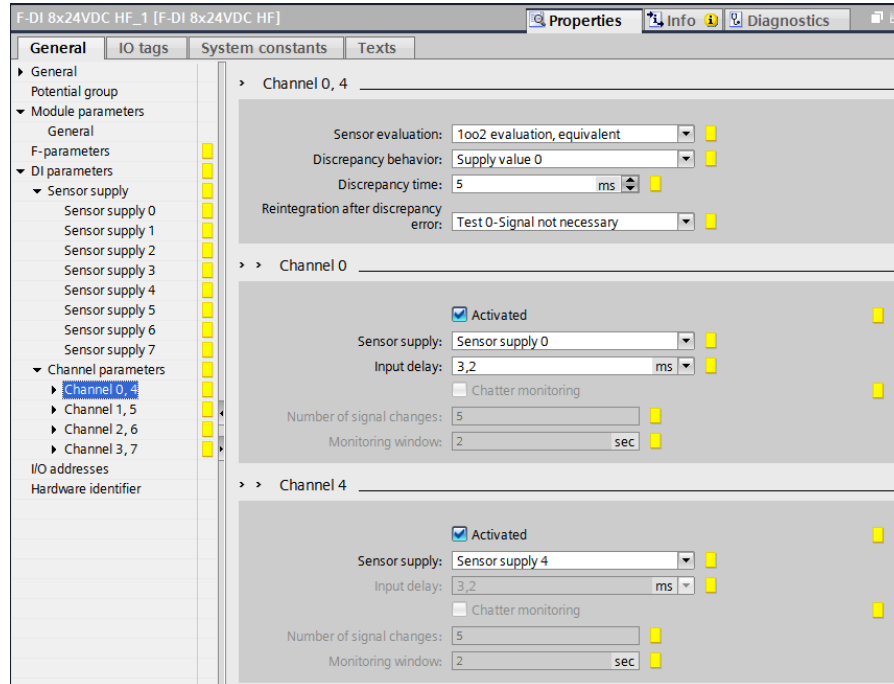 F-DI 8x24VDC HF_1 [F-DI 8x24VDC HF]
Properties
Info
Diagnostics
General
IO tags
System constants
Texts
General
Potential group
Module parameters
General
F-parameters
DI parameters
Sensor supply
Sensor supply 0
Sensor supply 1
Sensor supply 2
Sensor supply 3
Sensor supply 4
Sensor supply 5
Sensor supply 6
Sensor supply 7
Channel parameters
Channel 0, 4
Channel 1, 5
Channel 2, 6
Channel 3, 7
I/O addresses
Hardware identifier
Channel 0, 4
Sensor evaluation: 1oo2 evaluation, equivalent
Discrepancy behavior: Supply value 0
Discrepancy time: 5 ms
Reintegration after discrepancy
error: Test 0-Signal not necessary
Channel 0
Activated
Sensor supply: Sensor supply 0
Input delay: 3,2 ms
Chatter monitoring
Number of signal changes: 5
Monitoring window: 2 sec
Channel 4
Activated
Sensor supply: Sensor supply 4
Input delay: 3,2 ms
Chatter monitoring
Number of signal changes: 5
Monitoring window: 2 sec